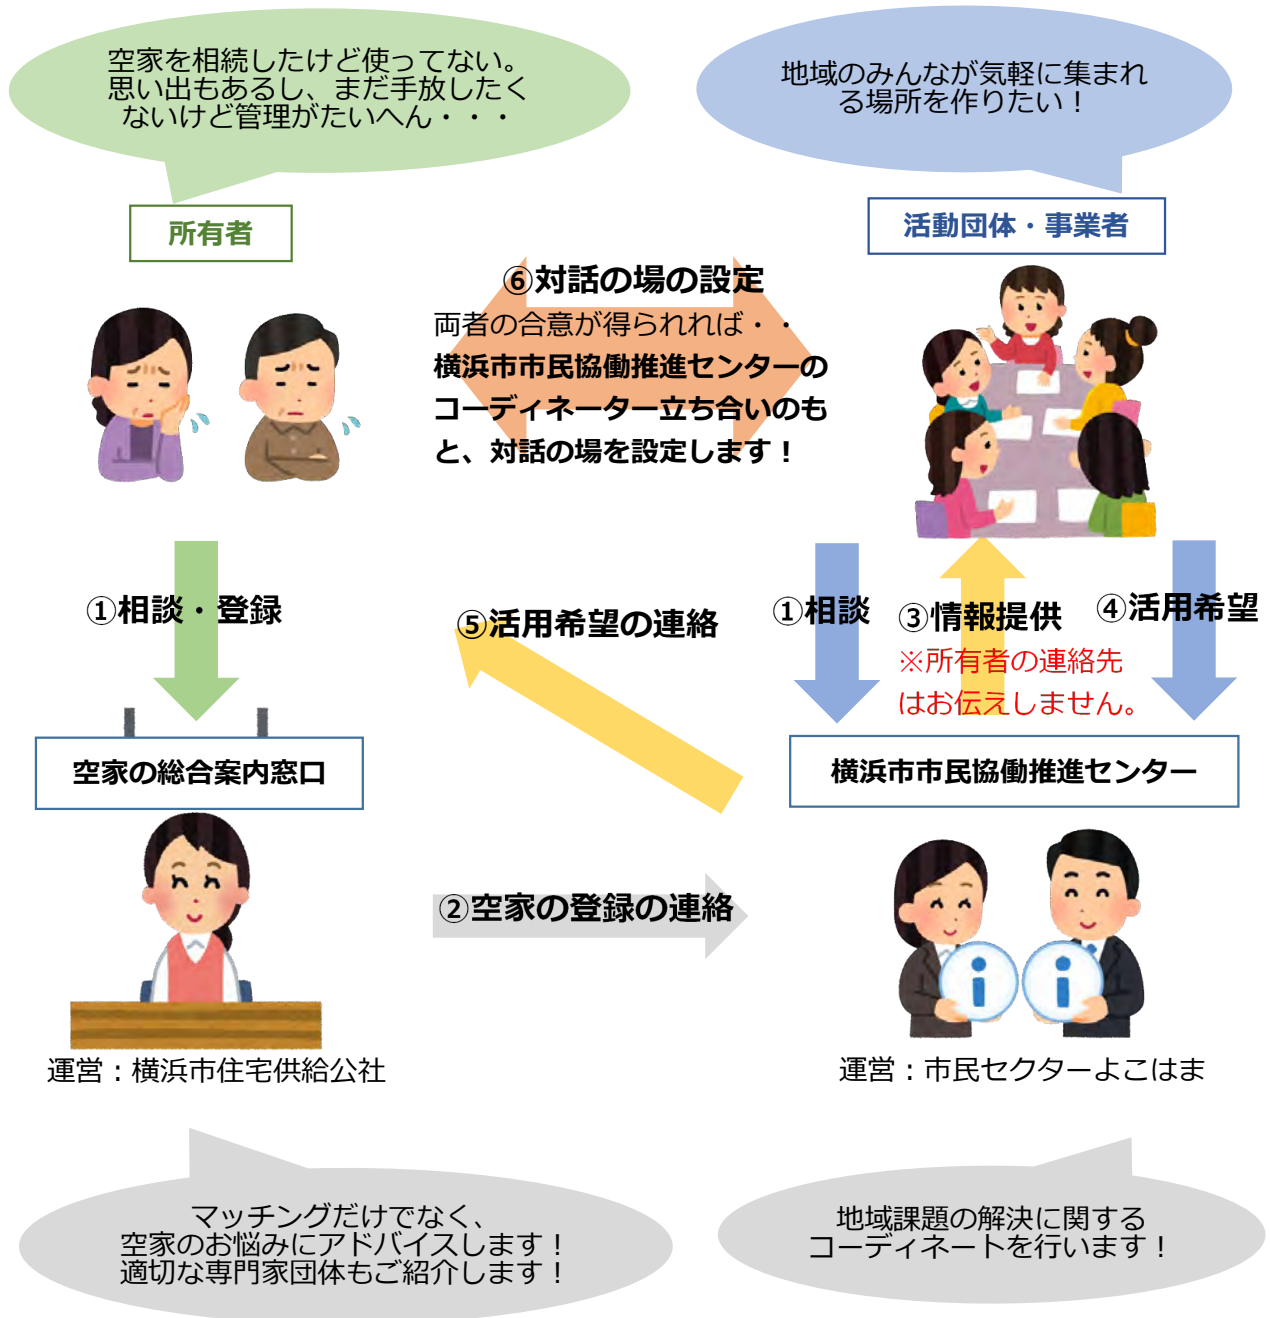 空家を相続したけど使ってない。
思い出もあるし、まだ手放したく
ないけど管理がたいへん・・・
地域のみんなが気軽に集まれ
る場所を作りたい！
所有者
活動団体・事業者
⑥対話の場の設定
両者の合意が得られれば・・
横浜市市民協働推進センターの
コーディネーター立ち合いのも
と、対話の場を設定します！
①相談・登録
⑤活用希望の連絡
①相談
③情報提供
※所有者の連絡先
はお伝えしません。
④活用希望
空家の総合案内窓口
横浜市市民協働推進センター
②空家の登録の連絡
運営：横浜市住宅供給公社
運営：市民セクターよこはま
マッチングだけでなく、
空家のお悩みにアドバイスします！
適切な専門家団体もご紹介します！
地域課題の解決に関する
コーディネートを行います！